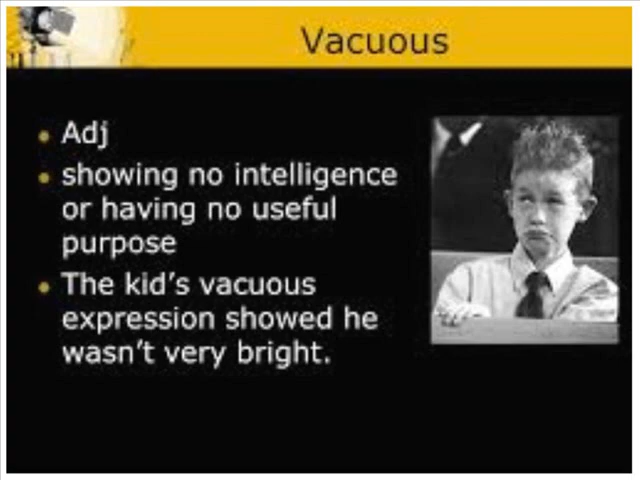 Vacuous
• Adj
• showing no intelligence
or having no useful
purpose
• The kid's vacuous
expression showed he
wasn't very bright.